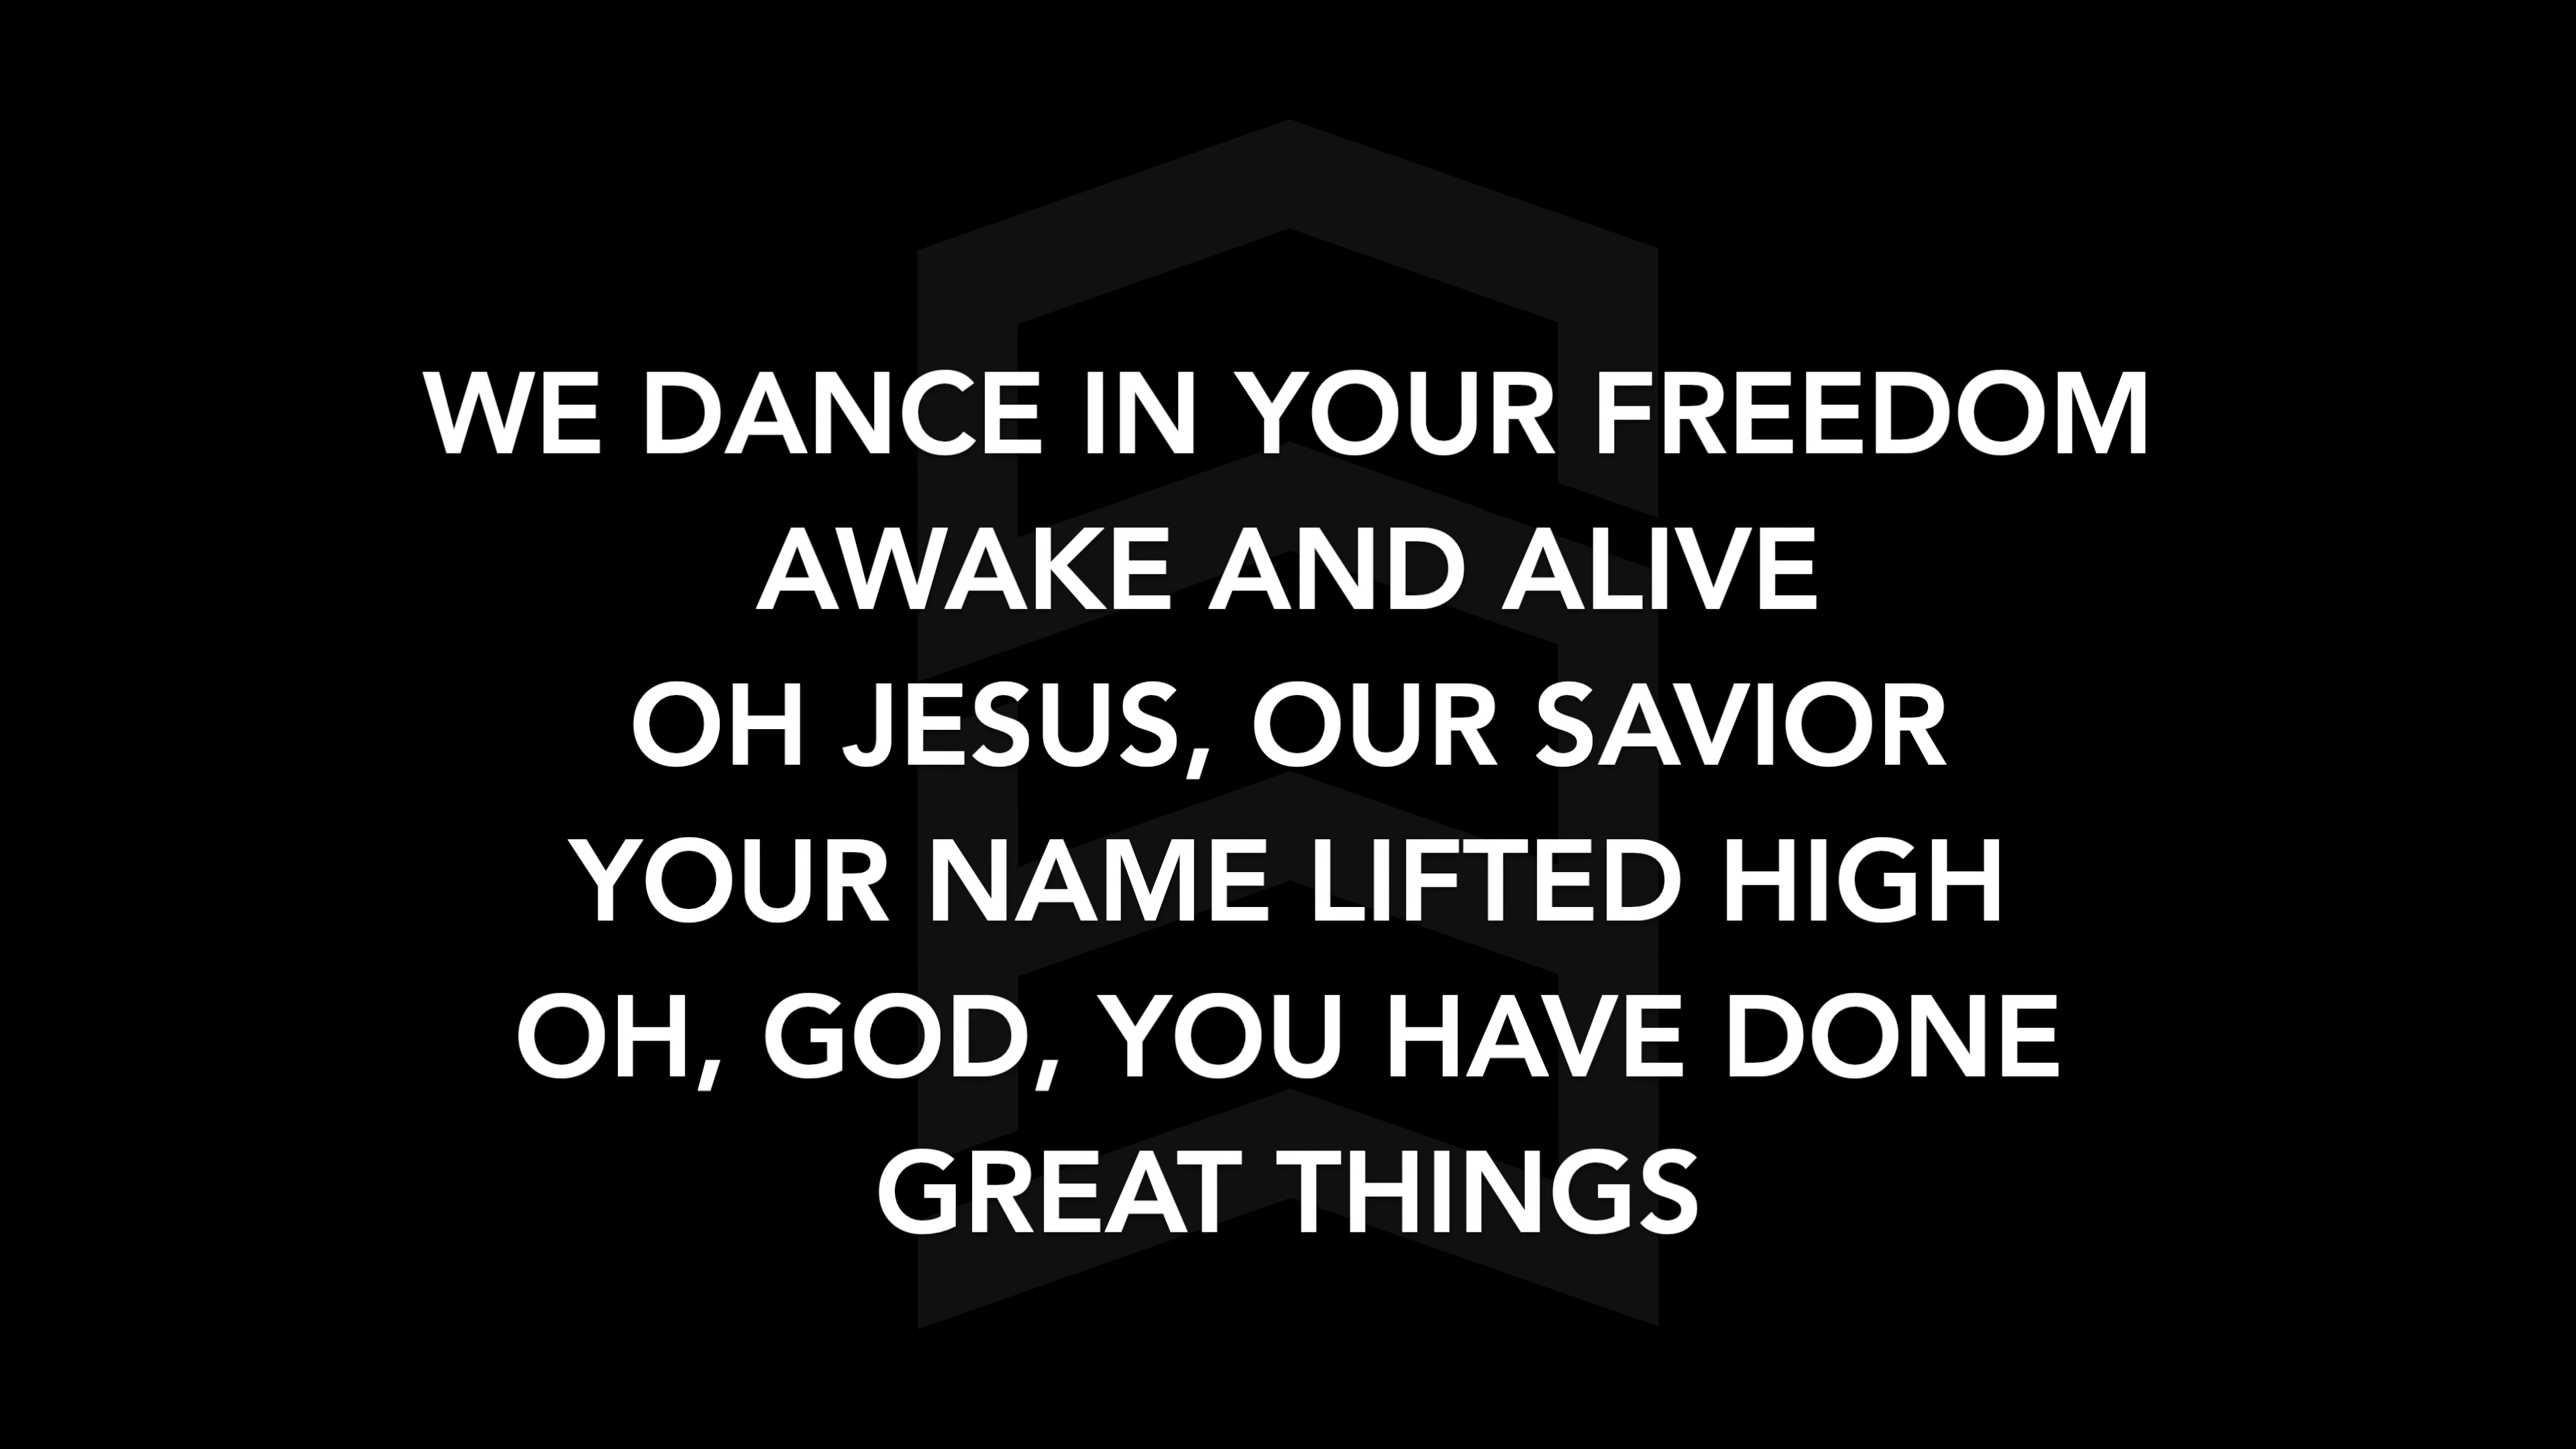 WE DANCE IN YOUR FREEDOM
AWAKE AND ALIVE
OH JESUS, OUR SAVIOR
YOUR NAME LIFTED HIGH
OH, GOD, YOU HAVE DONE
GREAT THINGS